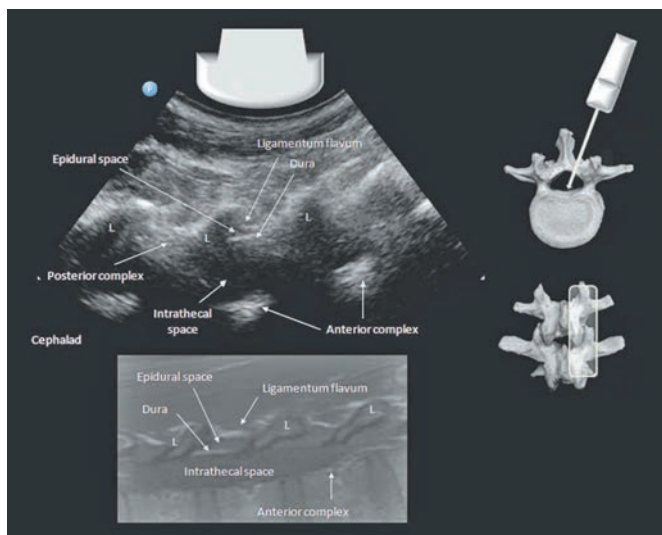 Ligamentum flavum
Epidural space
Dura
L
L
L
Posterior complex
Intrathecal
space
Anterior complex
Cephalad
Epidural space
Ligamentum flavum
Dura
L
L
L
Intrathecal space
Anterior complex